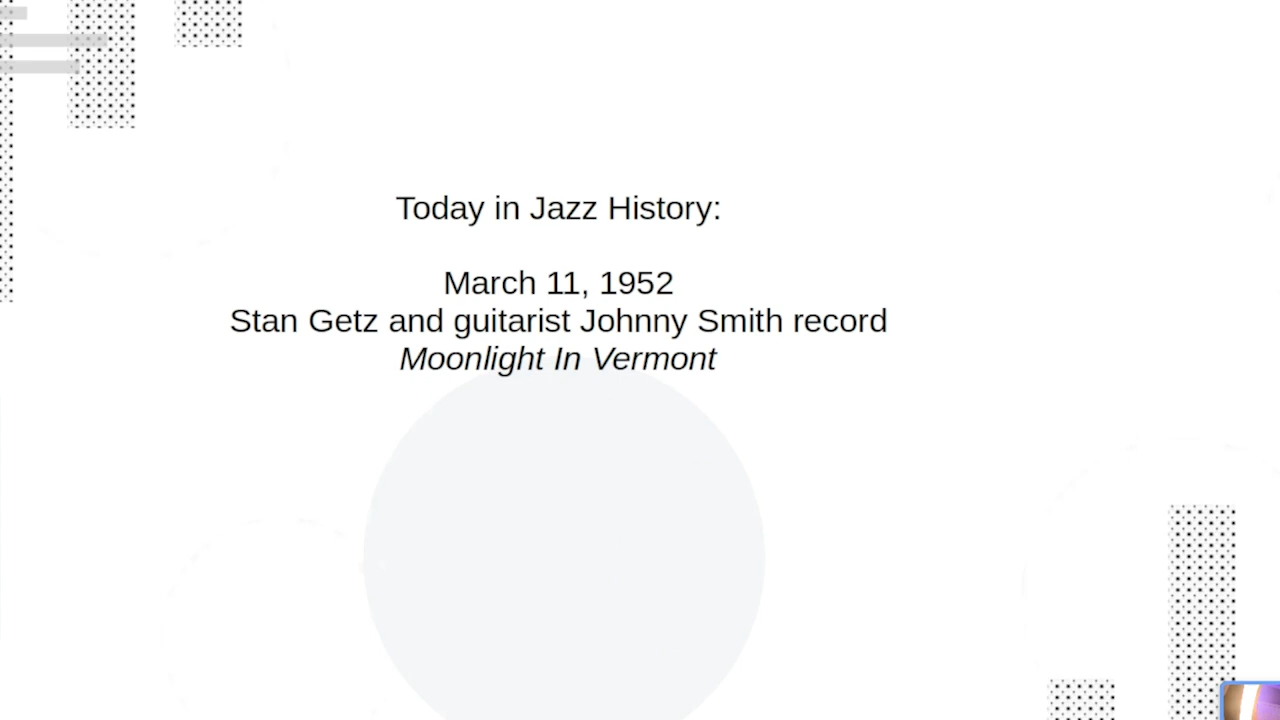 Today in Jazz History:
March 11, 1952
Stan Getz and guitarist Johnny Smith record
Moonlight In Vermont